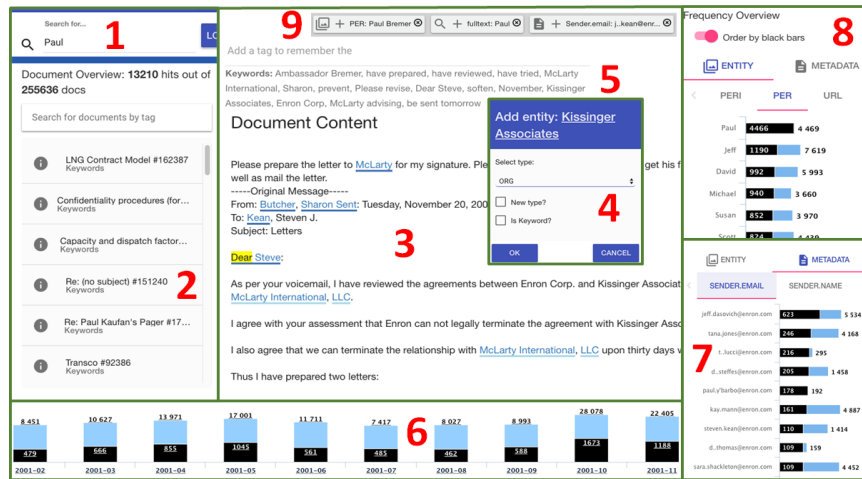 Search for...
Paul
LO
1
Document Overview: 13210 hits out of
255636 docs
Search for documents by tag
LNG Contract Model #162387
Keywords
Confidentiality procedures (for...
Keywords
Capacity and dispatch factor...
Keywords
Re: (no subject) #151240
Keywords
2
Re: Paul Kaufan's Pager #17...
Keywords
Transco #92386
Keywords
9
+ PER: Paul Bremer
+ fulltext: Paul
+ Sender.email: j..kean@enr...
Add a tag to remember the
Keywords: Ambassador Bremer, have prepared, have reviewed, have tried, McLarty
International, Sharon, prevent, Please revise, Dear Steve, soften, November, Kissinger
Associates, Enron Corp, McLarty advising, be sent tomorrow
5
Document Content
Please prepare the letter to McLarty for my signature. Plea
get his f
well as mail the letter.
-----Original Message-----
From: Butcher, Sharon Sent: Tuesday, November 20, 200
To: Kean, Steven J.
Subject: Letters
3
Dear Steve:
As per your voicemail, I have reviewed the agreements between Enron Corp. and Kissinger Associat
McLarty International, LLC.
I agree with your assessment that Enron can not legally terminate the agreement with Kissinger Asso
I also agree that we can terminate the relationship with McLarty International, LLC upon thirty days w
Thus I have prepared two letters:
Add entity: Kissinger
Associates
Select type:
ORG
New type?
Is Keyword?
4
OK
CANCEL
6
8 451
10 627
13 971
17 001
11 711
7 417
8 027
8 993
28 078
22 405
479
666
855
1045
561
485
462
588
1673
1188
2001-02
2001-03
2001-04
2001-05
2001-06
2001-07
2001-08
2001-09
2001-10
2001-11
Frequency Overview
Order by black bars
8
ENTITY
METADATA
PERI
PER
URL
Paul 4466 4 469
Jeff 1190 7 619
David 992 5 993
Michael 940 3 660
Susan 852 3 970
Scott 824 4 439
ENTITY
METADATA
SENDER.EMAIL
SENDER.NAME
7
jeff.dasovich@enron.com 623 5 534
tana.jones@enron.com 246 4 168
t..lucci@enron.com 216 295
d..steffes@enron.com 205 1 458
paul.y'barbo@enron.com 178 192
kay.mann@enron.com 161 4 887
steven.kean@enron.com 110 1 414
d..thomas@enron.com 109 159
sara.shackleton@enron.com 109 4 452